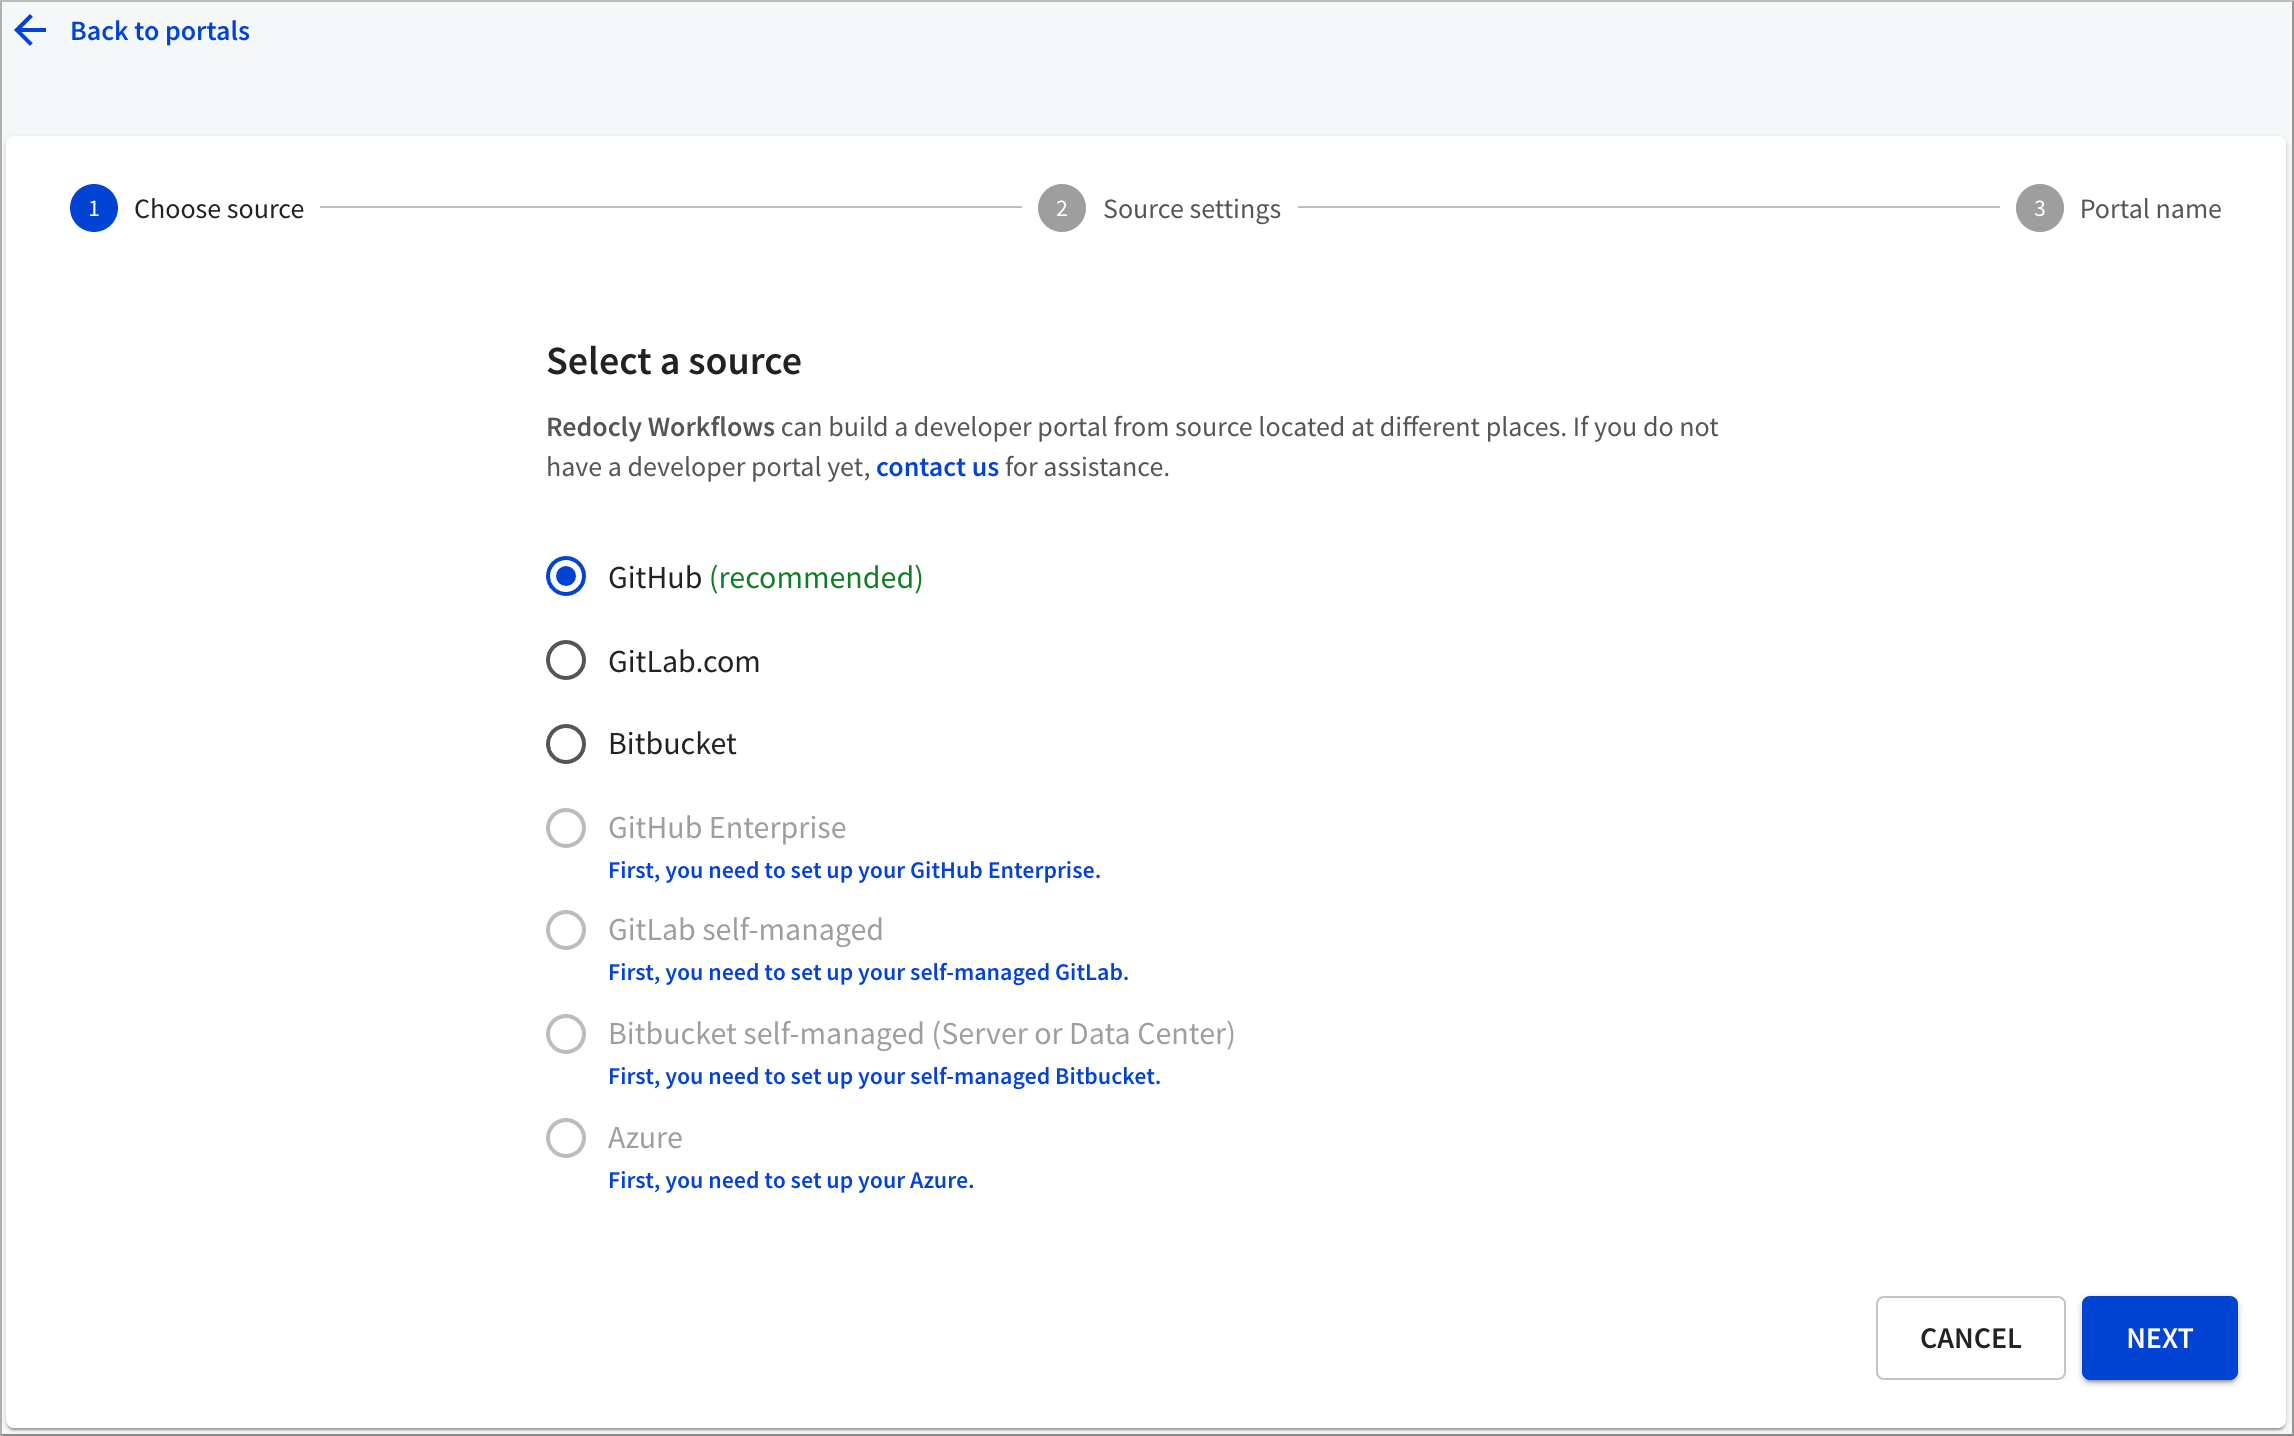 Back to portals
1 Choose source
2 Source settings
3 Portal name
Select a source
Redocly Workflows can build a developer portal from source located at different places. If you do not
have a developer portal yet, contact us for assistance.
GitHub (recommended)
GitLab.com
Bitbucket
GitHub Enterprise
First, you need to set up your GitHub Enterprise.
GitLab self-managed
First, you need to set up your self-managed GitLab.
Bitbucket self-managed (Server or Data Center)
First, you need to set up your self-managed Bitbucket.
Azure
First, you need to set up your Azure.
CANCEL
NEXT